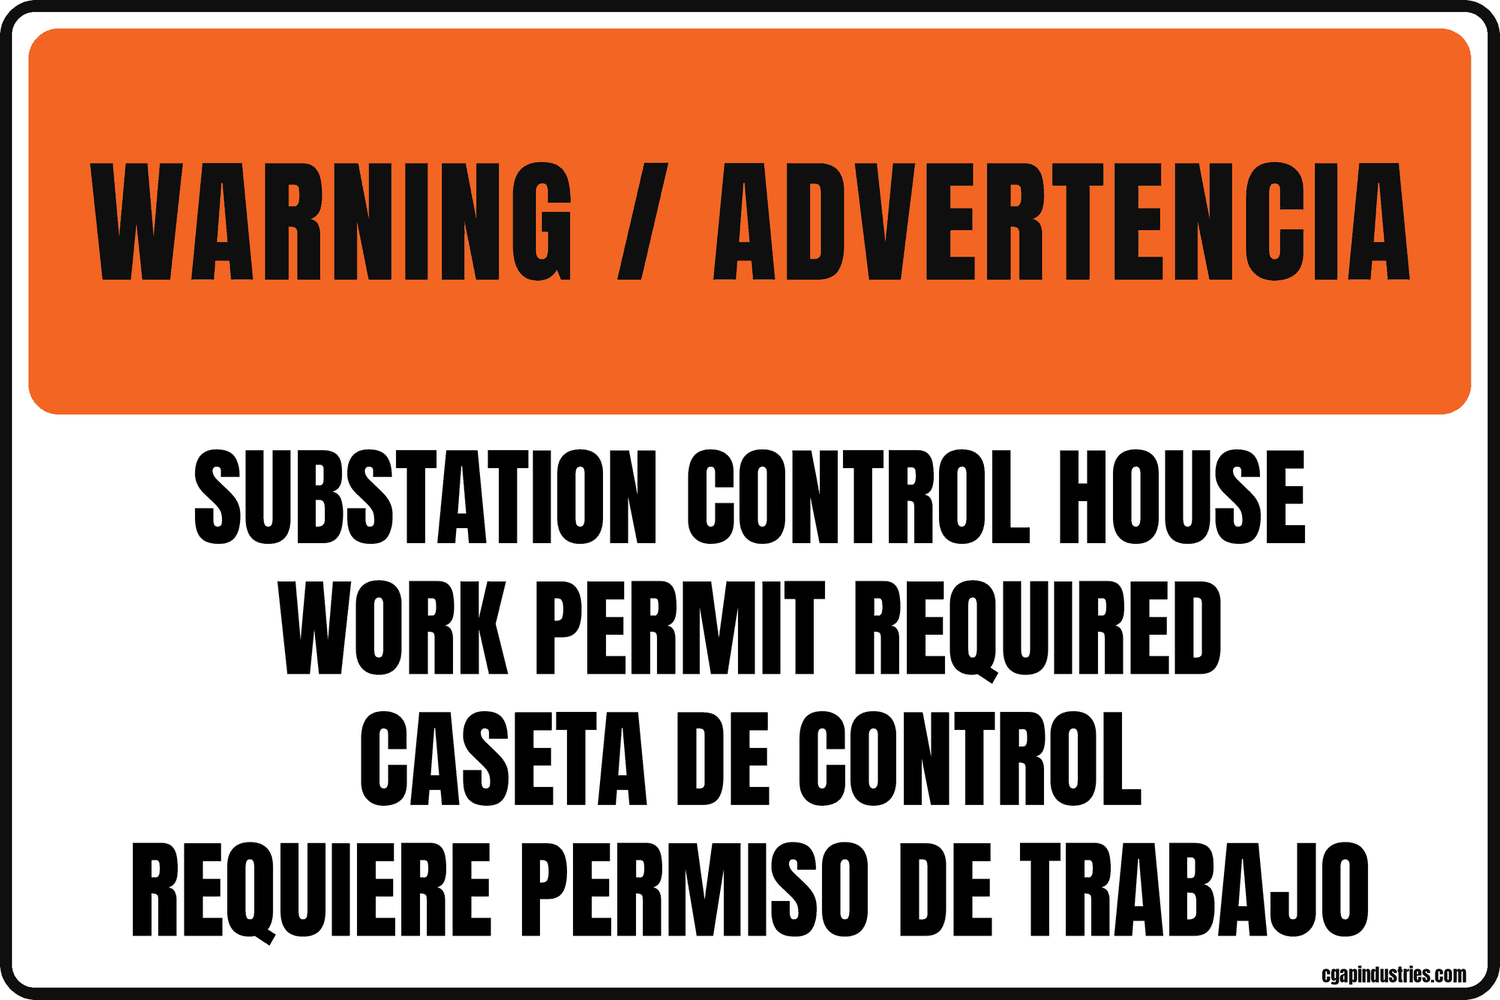 WARNING / ADVERTENCIA
SUBSTATION CONTROL HOUSE
WORK PERMIT REQUIRED
CASETA DE CONTROL
REQUIERE PERMISO DE TRABAJO
cgapindustries.com